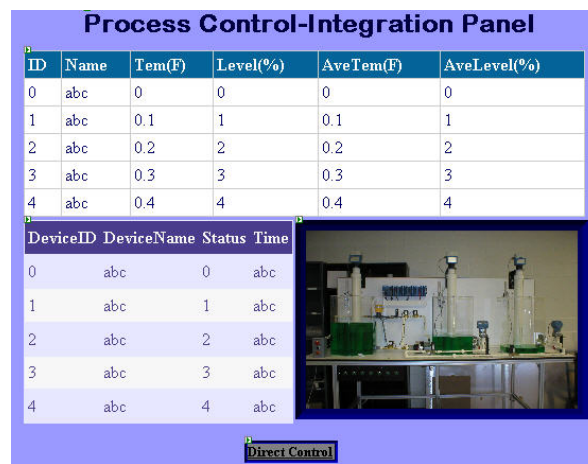 Process Control-Integration Panel
ID Name Tem(F) Level(%) AveTem(F) AveLevel(%)
0 abc 0 0 0 0
1 abc 0.1 1 0.1 1
2 abc 0.2 2 0.2 2
3 abc 0.3 3 0.3 3
4 abc 0.4 4 0.4 4
DeviceID DeviceName Status Time
0 abc 0 abc
1 abc 1 abc
2 abc 2 abc
3 abc 3 abc
4 abc 4 abc
Direct Control